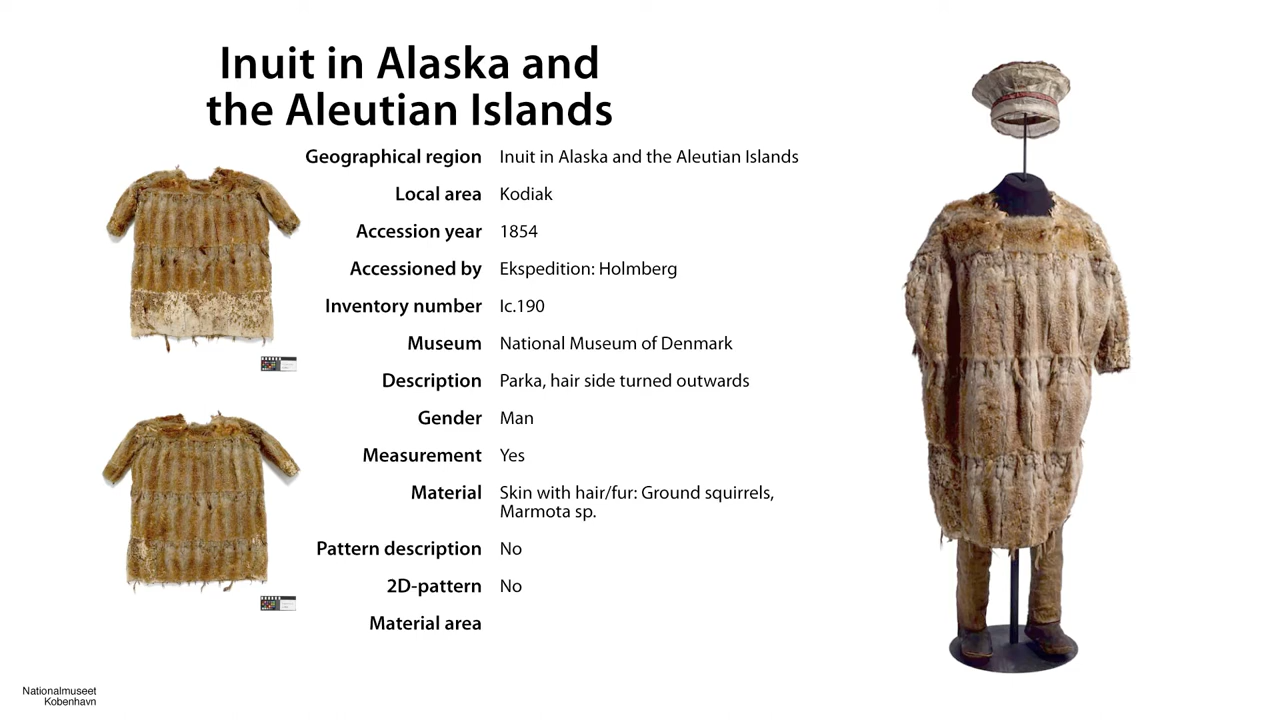 Inuit in Alaska and
the Aleutian Islands
Geographical region Inuit in Alaska and the Aleutian Islands
Local area Kodiak
Accession year 1854
Accessioned by Ekspedition: Holmberg
Inventory number Ic.190
Museum National Museum of Denmark
Description Parka, hair side turned outwards
Gender Man
Measurement Yes
Material Skin with hair/fur: Ground squirrels,
Marmota sp.
Pattern description No
2D-pattern No
Material area
Nationalmuseet
Kobenhavn